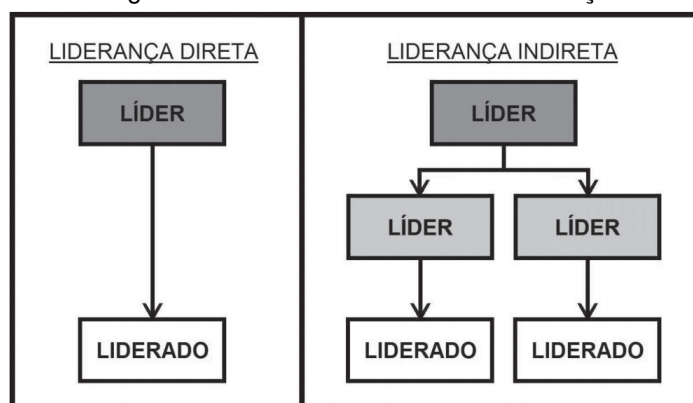 LIDERANÇA DIRETA
LÍDER
LIDERADO
LIDERANÇA INDIRETA
LÍDER
LÍDER
LÍDER
LIDERADO
LIDERADO